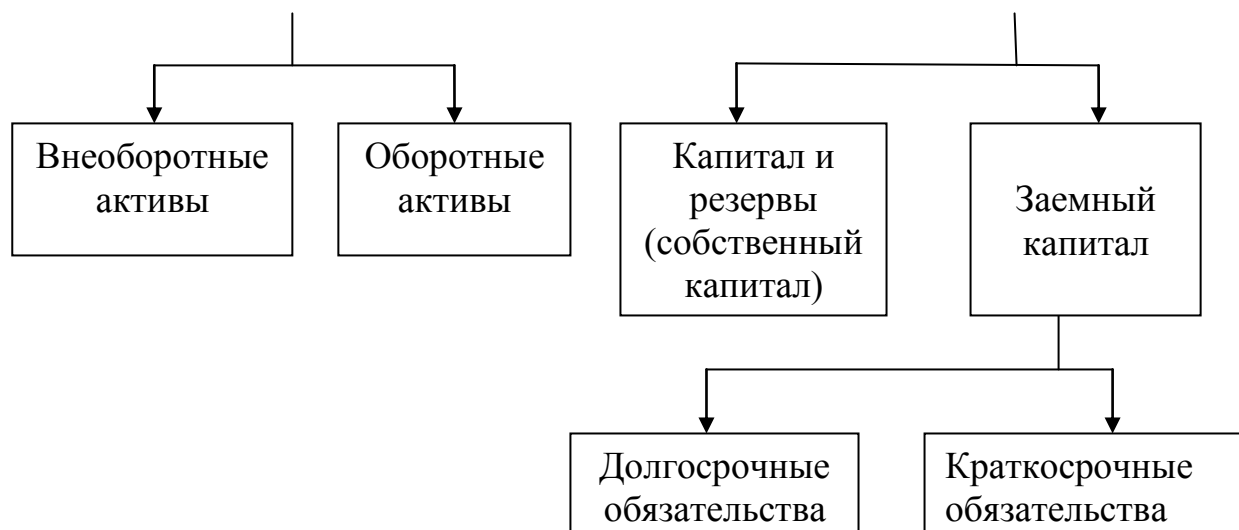 Внеоборотные
активы
Оборотные
активы
Капитал и
резервы
(собственный
капитал)
Заемный
капитал
Долгосрочные
обязательства
Краткосрочные
обязательства